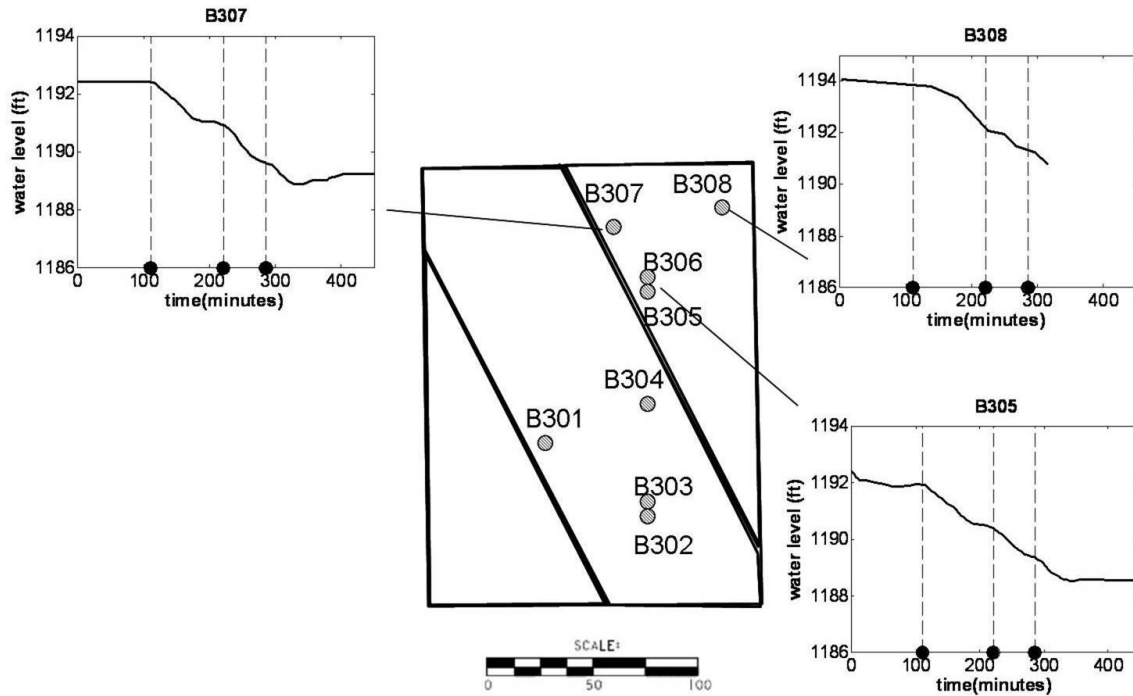 B307
1194
1192
1190
1188
1186
water level (ft)
0 100 200 300 400
time(minutes)
B308
1194
1192
1190
1188
1186
water level (ft)
0 100 200 300 400
time(minutes)
B307
B308
B306
B305
B304
B301
B303
B302
B305
1194
1192
1190
1188
1186
water level (ft)
0 100 200 300 400
time(minutes)
SCALE:
0 50 100